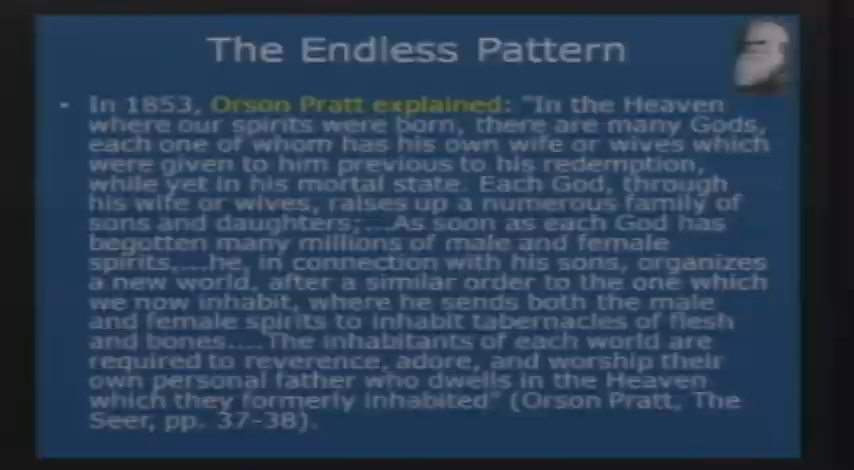 The Endless Pattern
• In 1853, Orson Pratt explained: "In the Heaven
where our spirits were born, there are many Gods,
each one of whom has his own wife or wives which
were given to him previous to his redemption,
while yet in his mortal state. Each God, through
his wife or wives, raises up a numerous family of
sons and daughters;...As soon as each God has
begotten many millions of male and female
spirits....he, in connection with his sons, organizes
a new world, after a similar order to the one which
we now inhabit, where he sends both the male
and female spirits to inhabit tabernacles of flesh
and bones....The inhabitants of each world are
required to reverence, adore, and worship their
own personal father who dwells in the Heaven
which they formerly inhabited" (Orson Pratt, The
Seer, pp. 37-38).